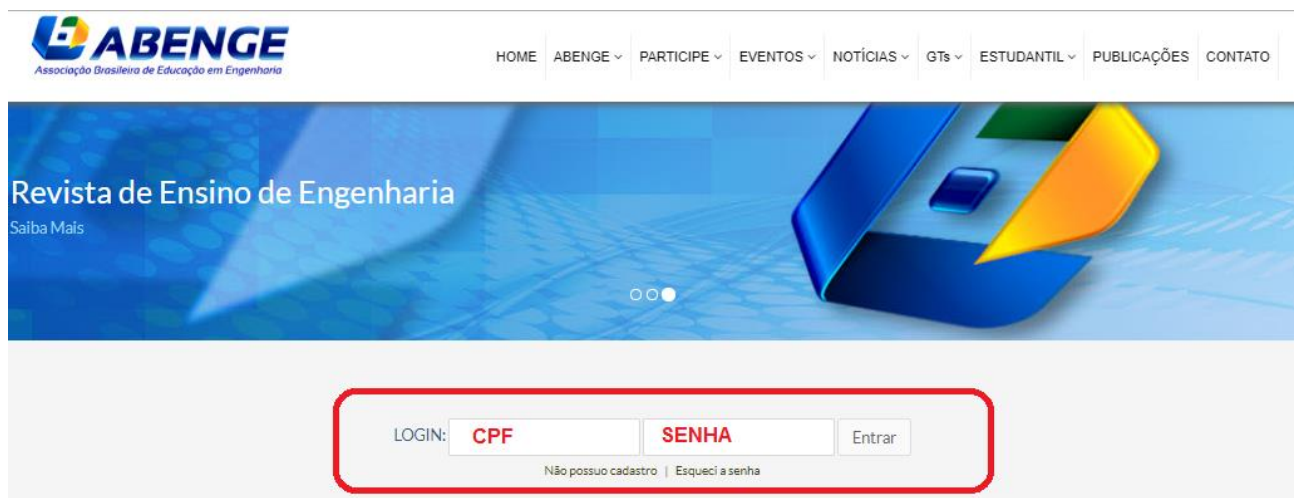 ABENGE
Associação Brasileira de Educação em Engenharia
HOME ABENGE PARTICIPE EVENTOS NOTÍCIAS GTs ESTUDANTIL PUBLICAÇÕES CONTATO
Revista de Ensino de Engenharia
Saiba Mais
LOGIN: CPF SENHA Entrar
Não possuo cadastro | Esqueci a senha